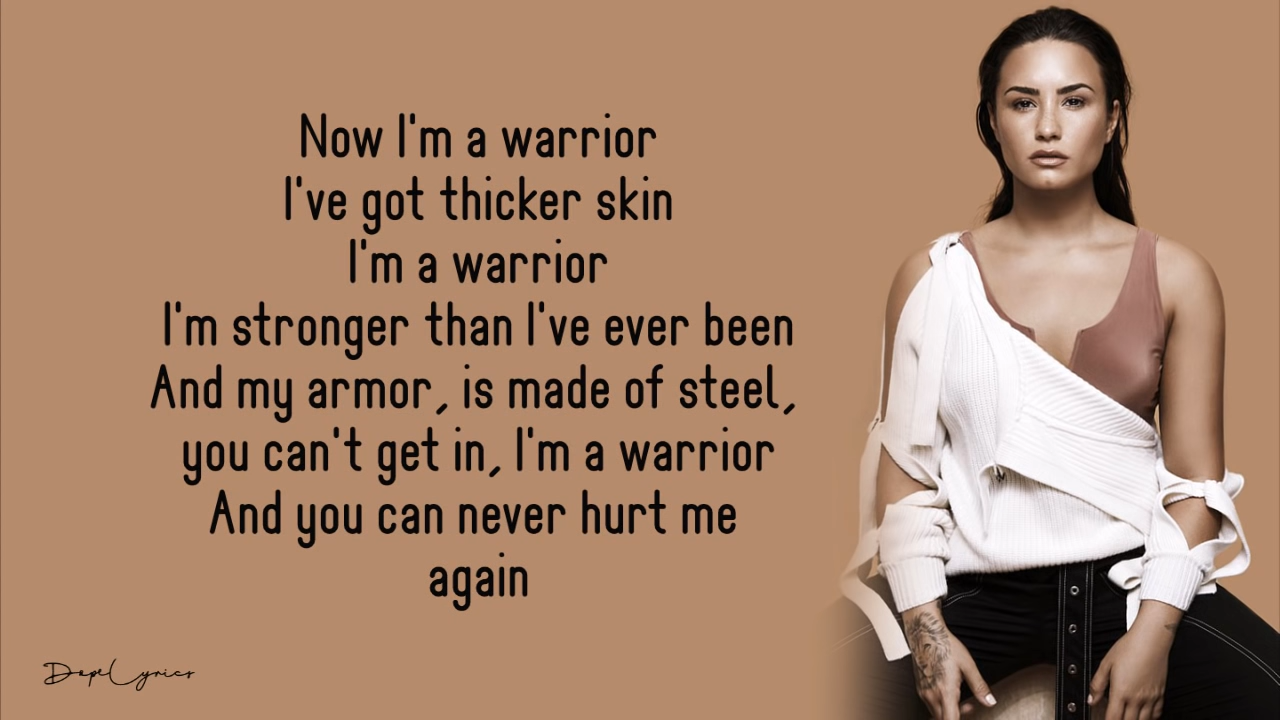 Now I'm a warrior
I've got thicker skin
I'm a warrior
I'm stronger than I've ever been
And my armor, is made of steel,
you can't get in, I'm a warrior
And you can never hurt me
again
DopeLyrics